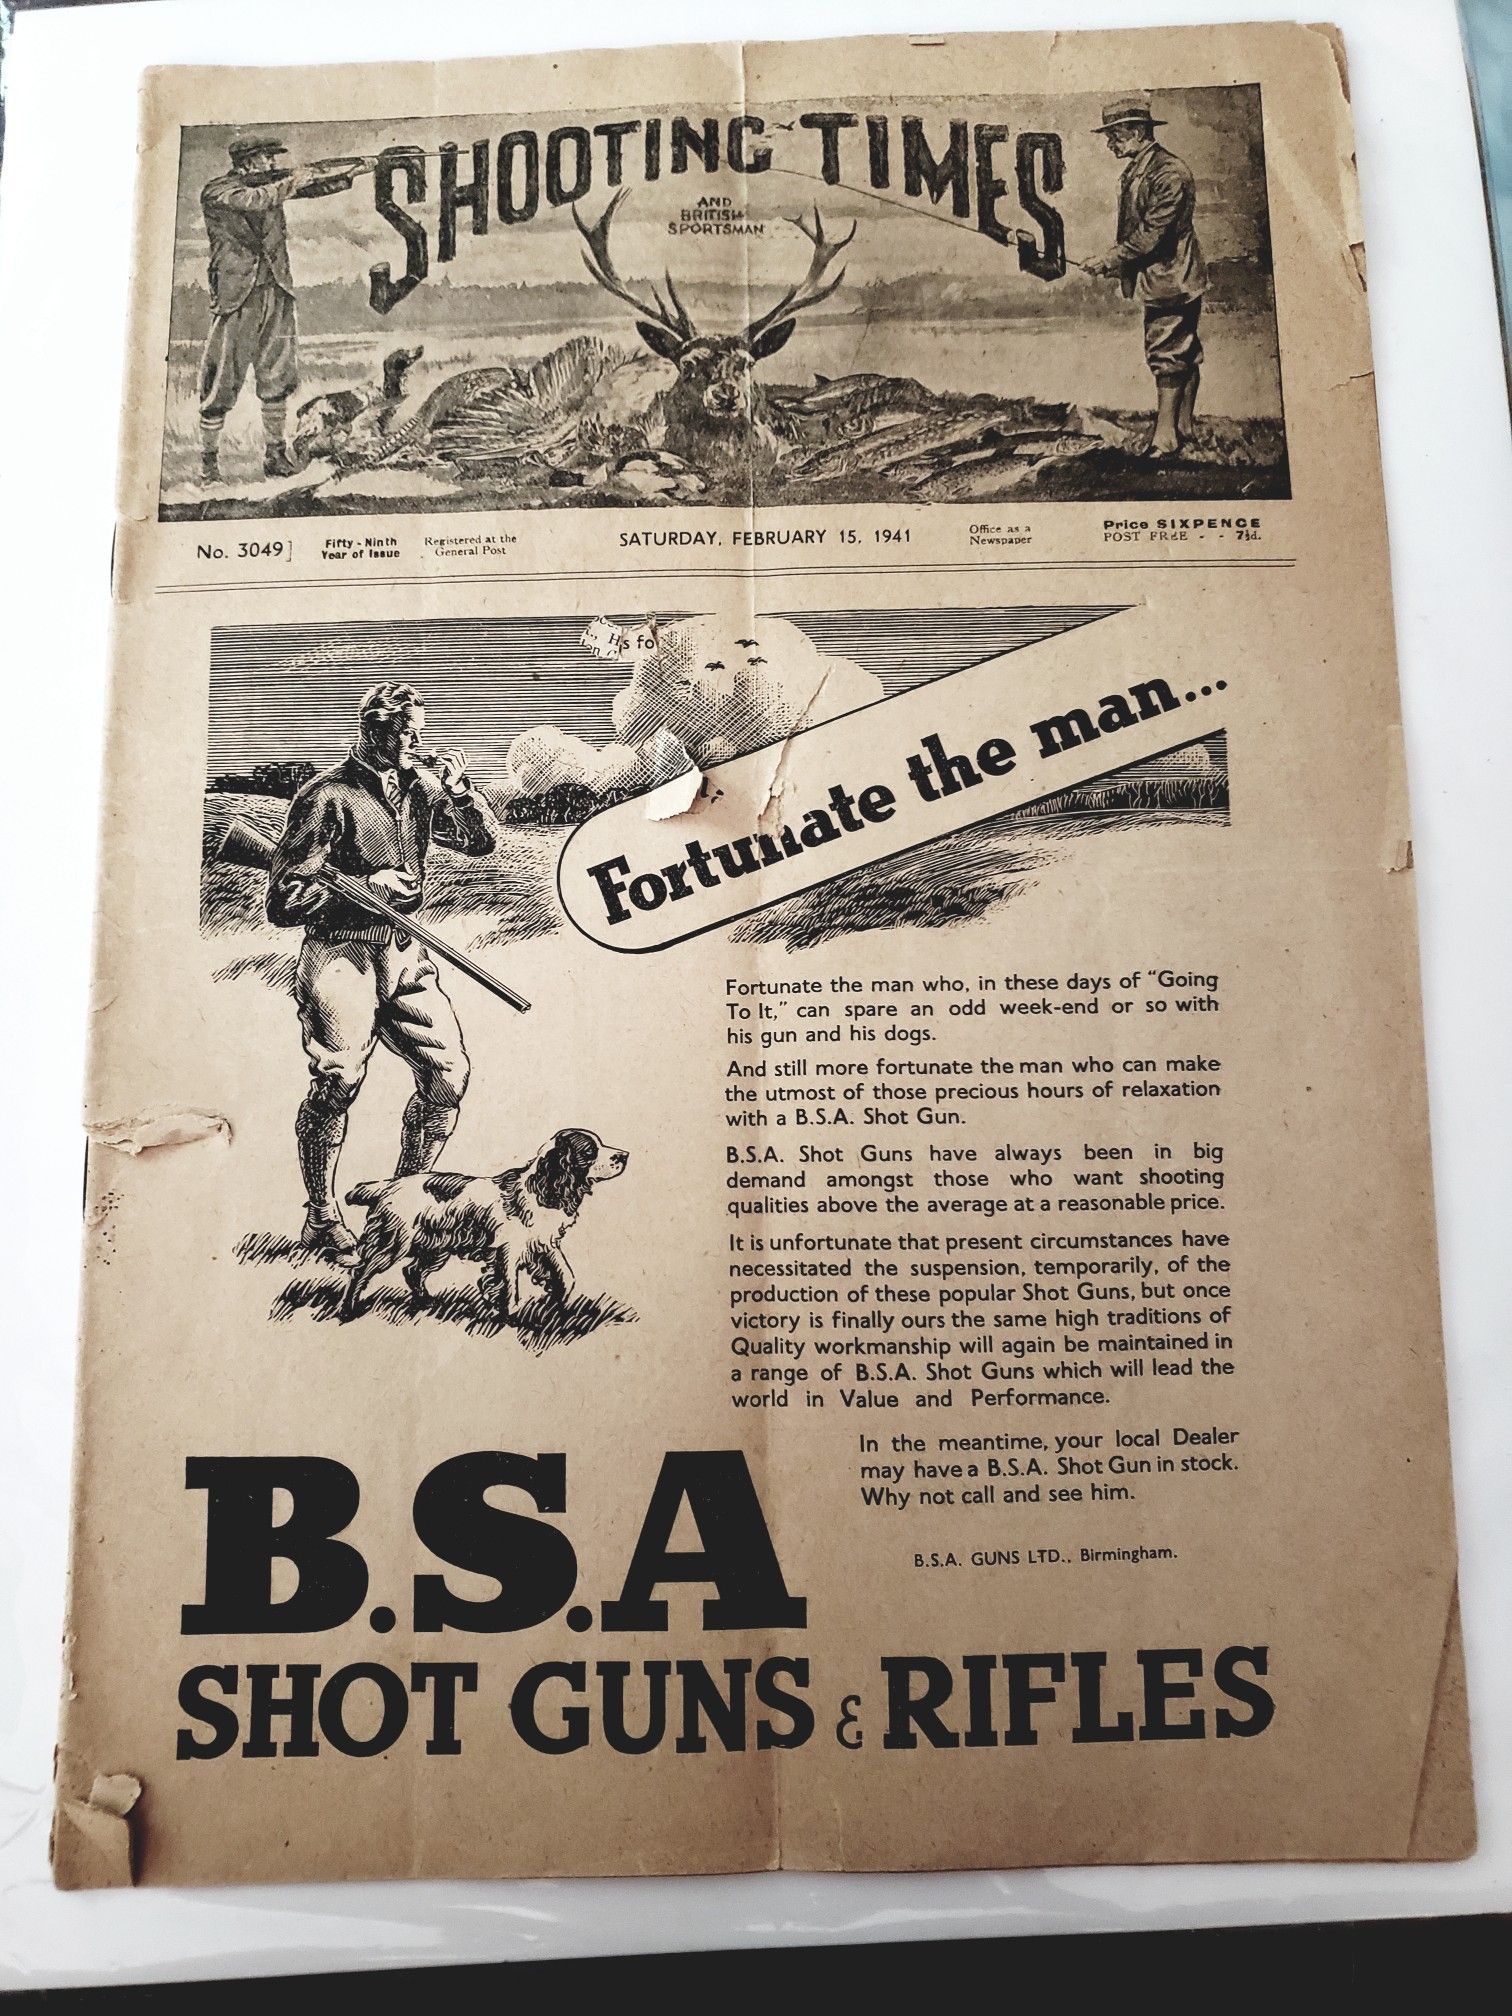 SHOOTING TIMES
AND
BRITISH
SPORTSMAN
No. 3049]
Fifty - Ninth
Year of Issue
Registered at the
General Post
SATURDAY, FEBRUARY 15, 1941
Office as a
Newspaper
Price SIXPENCE
POST FREE - - 7½d.
Fortunate the man...
Fortunate the man who, in these days of "Going
To It," can spare an odd week-end or so with
his gun and his dogs.
And still more fortunate the man who can make
the utmost of those precious hours of relaxation
with a B.S.A. Shot Gun.
B.S.A. Shot Guns have always been in big
demand amongst those who want shooting
qualities above the average at a reasonable price.
It is unfortunate that present circumstances have
necessitated the suspension, temporarily, of the
production of these popular Shot Guns, but once
victory is finally ours the same high traditions of
Quality workmanship will again be maintained in
a range of B.S.A. Shot Guns which will lead the
world in Value and Performance.
In the meantime, your local Dealer
may have a B.S.A. Shot Gun in stock.
Why not call and see him.
B.S.A. GUNS LTD., Birmingham.
B.S.A
SHOT GUNS & RIFLES